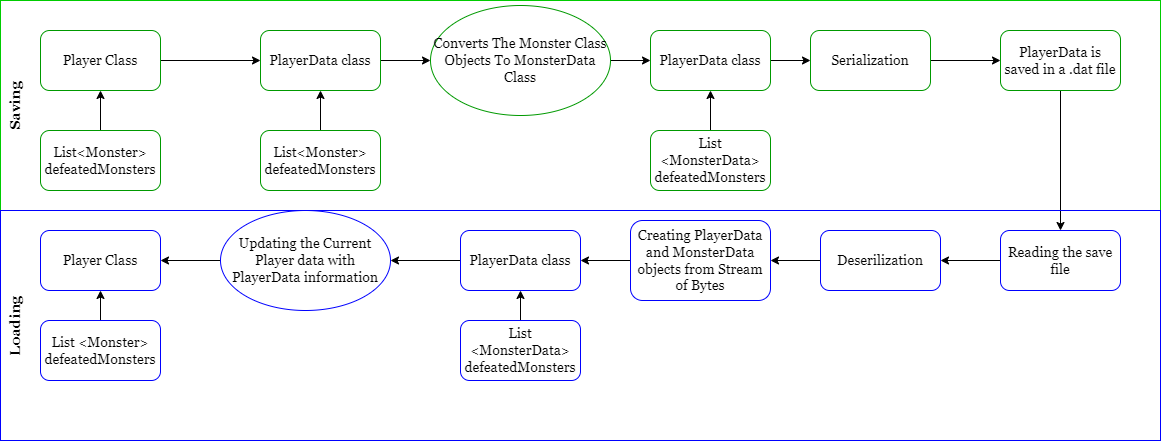 Saving
Player Class
PlayerData class
Converts The Monster Class
Objects To MonsterData
Class
PlayerData class
Serialization
PlayerData is
saved in a .dat file
List<Monster>
defeatedMonsters
List<Monster>
defeatedMonsters
List
<MonsterData>
defeatedMonsters
Loading
Player Class
Updating the Current
Player data with
PlayerData information
PlayerData class
Creating PlayerData
and MonsterData
objects from Stream
of Bytes
Deserilization
Reading the save
file
List <Monster>
defeatedMonsters
List
<MonsterData>
defeatedMonsters